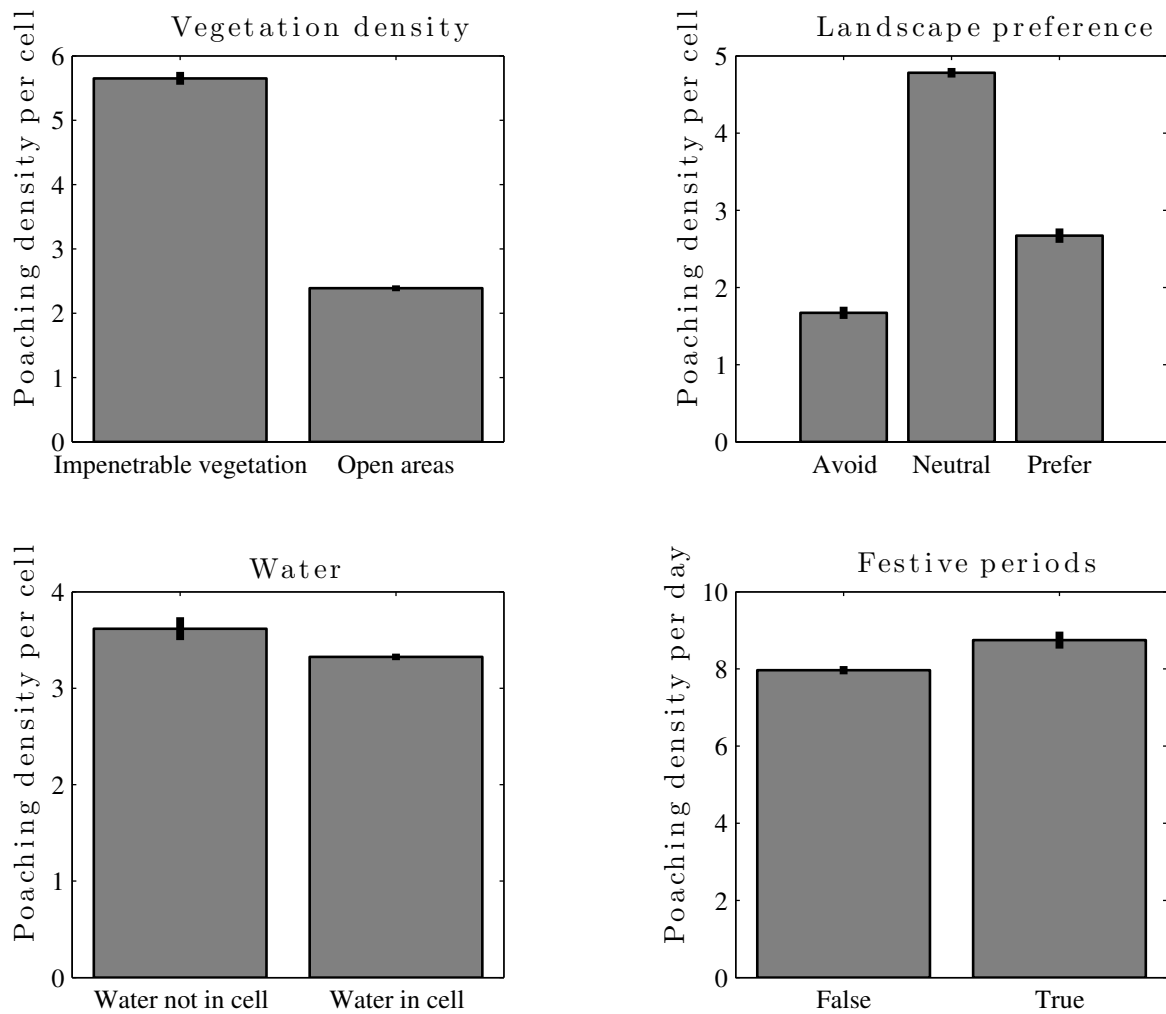 Vegetation density
Poaching density per cell
6
5
4
3
2
1
0
Impenetrable vegetation
Open areas
Landscape preference
Poaching density per cell
5
4
3
2
1
0
Avoid
Neutral
Prefer
Water
Poaching density per cell
4
3
2
1
0
Water not in cell
Water in cell
Festive periods
Poaching density per day
10
8
6
4
2
0
False
True